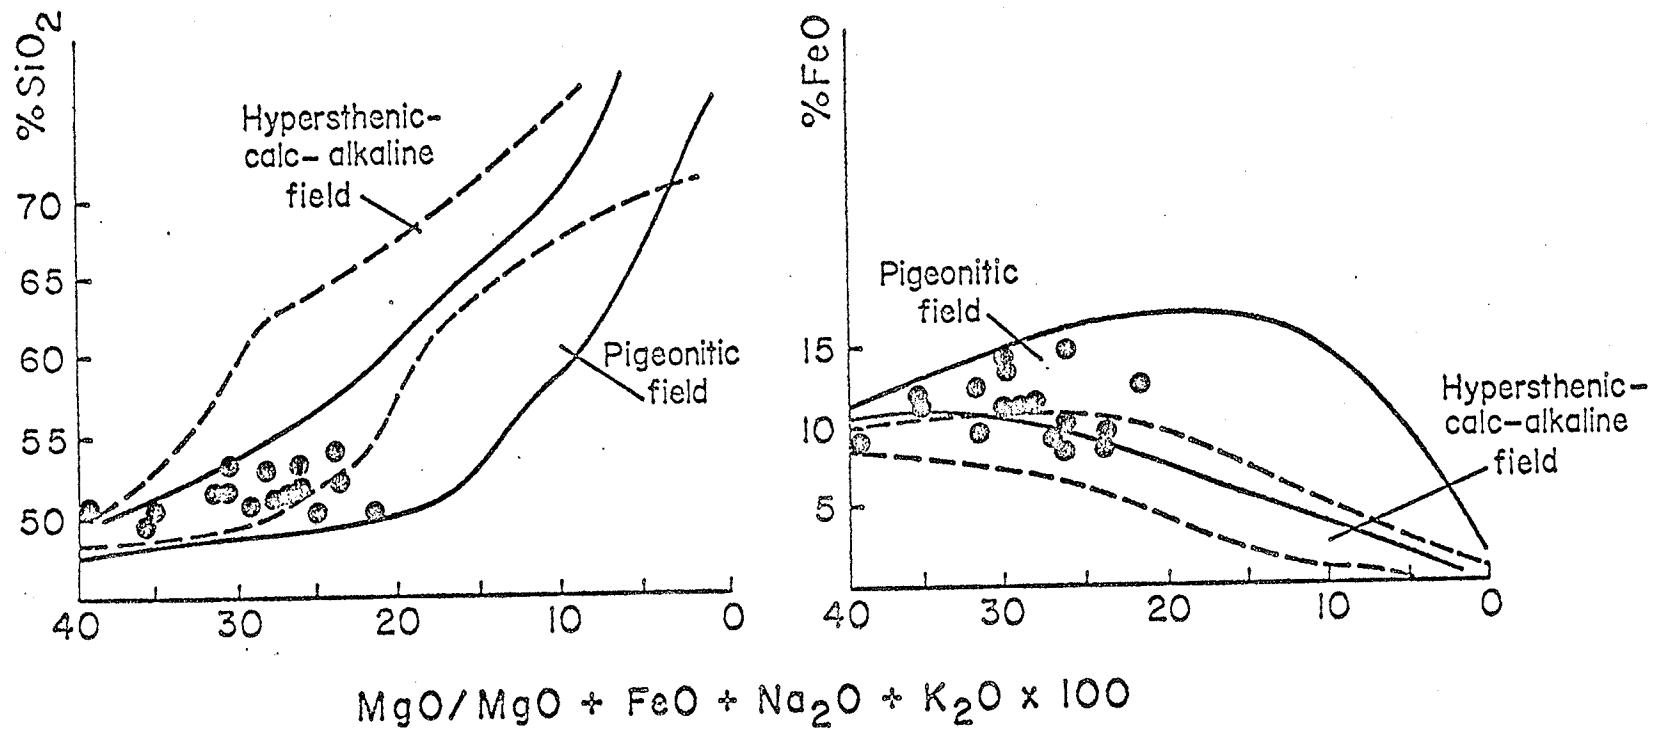 %SiO2
70
65
60
55
50
40
30
20
10
0
Hypersthenic-
calc-alkaline
field
Pigeonitic
field
%FeO
15
10
5
40
30
20
10
0
Pigeonitic
field
Hypersthenic-
calc-alkaline
field
MgO/MgO + FeO + Na2O + K2O x 100